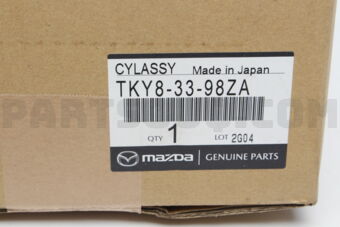 CYLASSY Made in Japan
TKY8-33-98ZA
QTY 1 LOT 2G04
mazda GENUINE PARTS